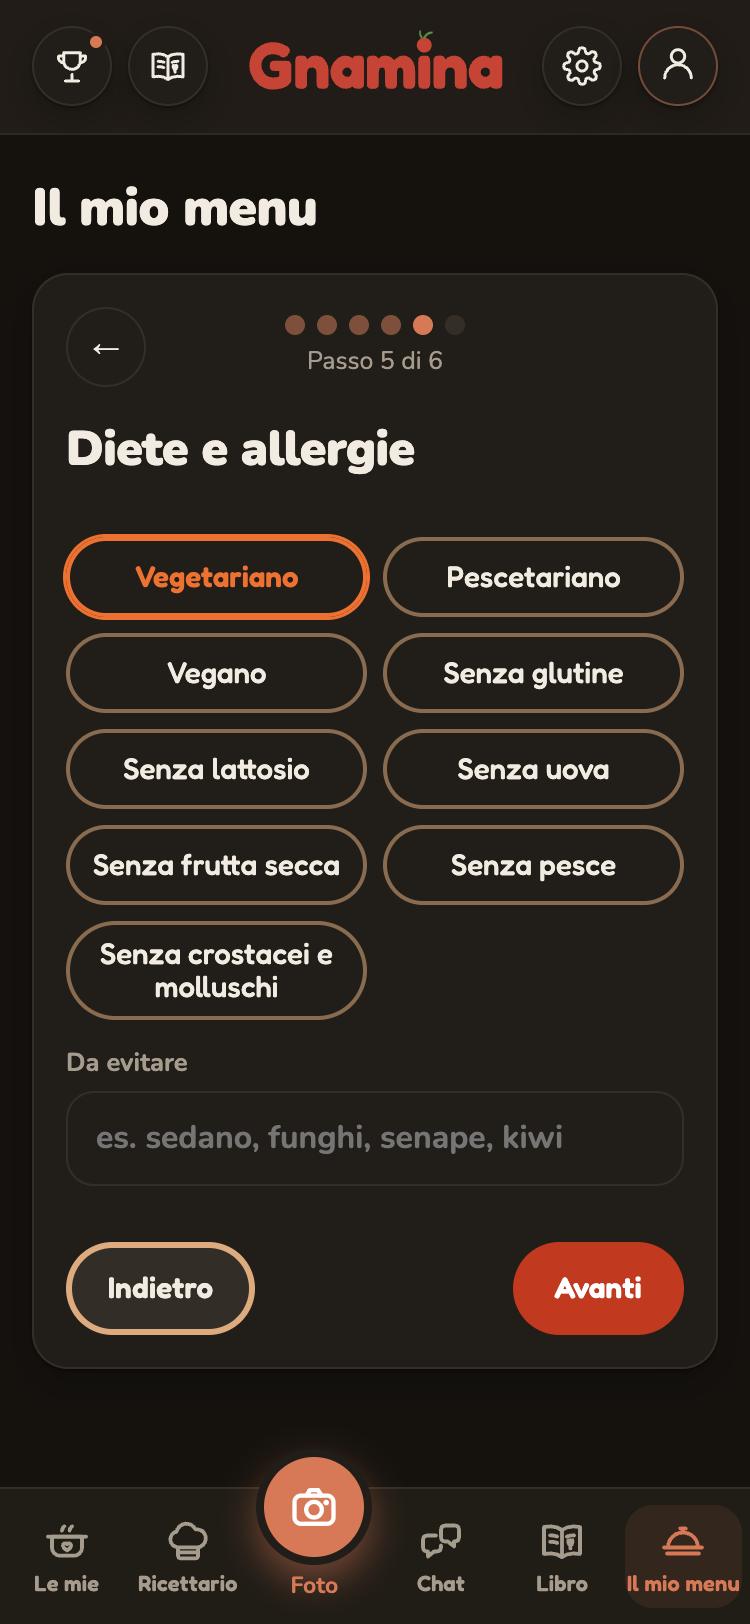 Gnamina
Il mio menu
←
Passo 5 di 6
Diete e allergie
Vegetariano
Pescetariano
Vegano
Senza glutine
Senza lattosio
Senza uova
Senza frutta secca
Senza pesce
Senza crostacei e
molluschi
Da evitare
es. sedano, funghi, senape, kiwi
Indietro
Avanti
Le mie
Ricettario
Foto
Chat
Libro
Il mio menu